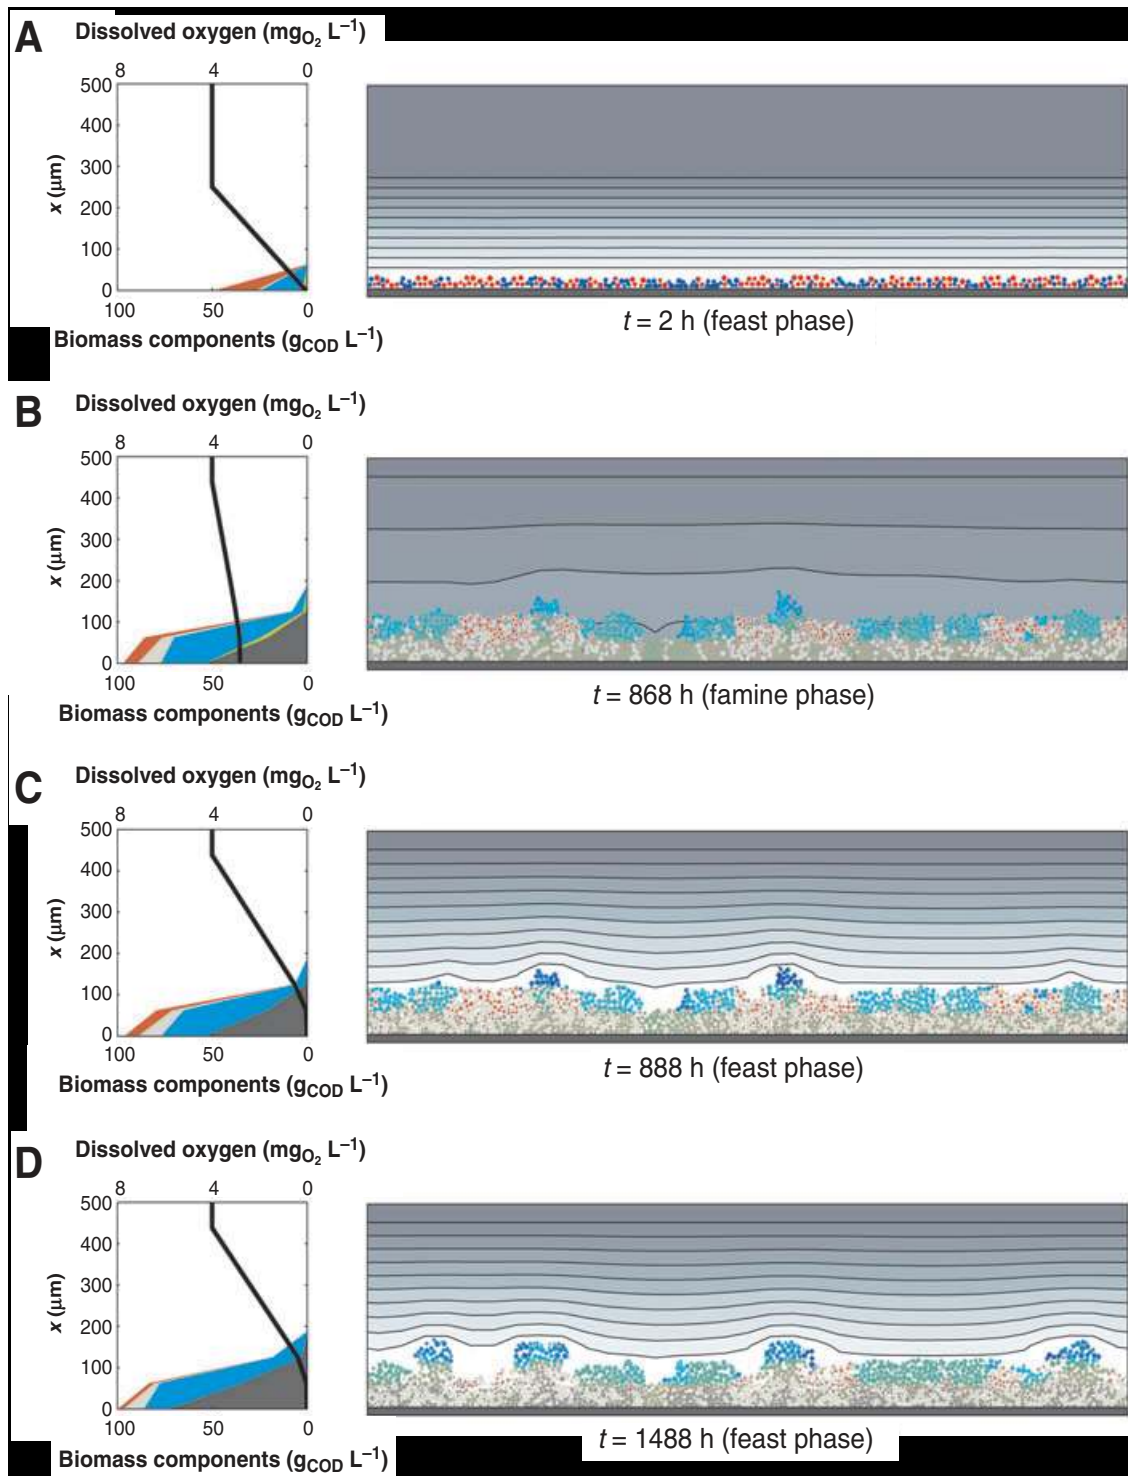 A
Dissolved oxygen (mgO2 L–1)
8 4 0
500
400
300
200
100
0
x (μm)
100 50 0
Biomass components (gCOD L–1)
t = 2 h (feast phase)
B
Dissolved oxygen (mgO2 L–1)
8 4 0
500
400
300
200
100
0
x (μm)
100 50 0
Biomass components (gCOD L–1)
t = 868 h (famine phase)
C
Dissolved oxygen (mgO2 L–1)
8 4 0
500
400
300
200
100
0
x (μm)
100 50 0
Biomass components (gCOD L–1)
t = 888 h (feast phase)
D
Dissolved oxygen (mgO2 L–1)
8 4 0
500
400
300
200
100
0
x (μm)
100 50 0
Biomass components (gCOD L–1)
t = 1488 h (feast phase)